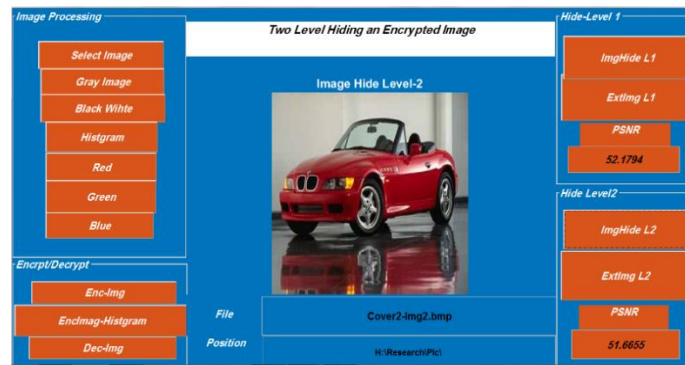 Image Processing
Select Image
Gray Image
Black Wihte
Histgram
Red
Green
Blue
Encrpt/Decrypt
Enc-Img
EncImag-Histgram
Dec-Img
Two Level Hiding an Encrypted Image
Image Hide Level-2
File
Cover2-img2.bmp
Position
H:\Research\Pic\
Hide-Level 1
ImgHide L1
ExtImg L1
PSNR
52.1794
Hide Level2
ImgHide L2
ExtImg L2
PSNR
51.6655